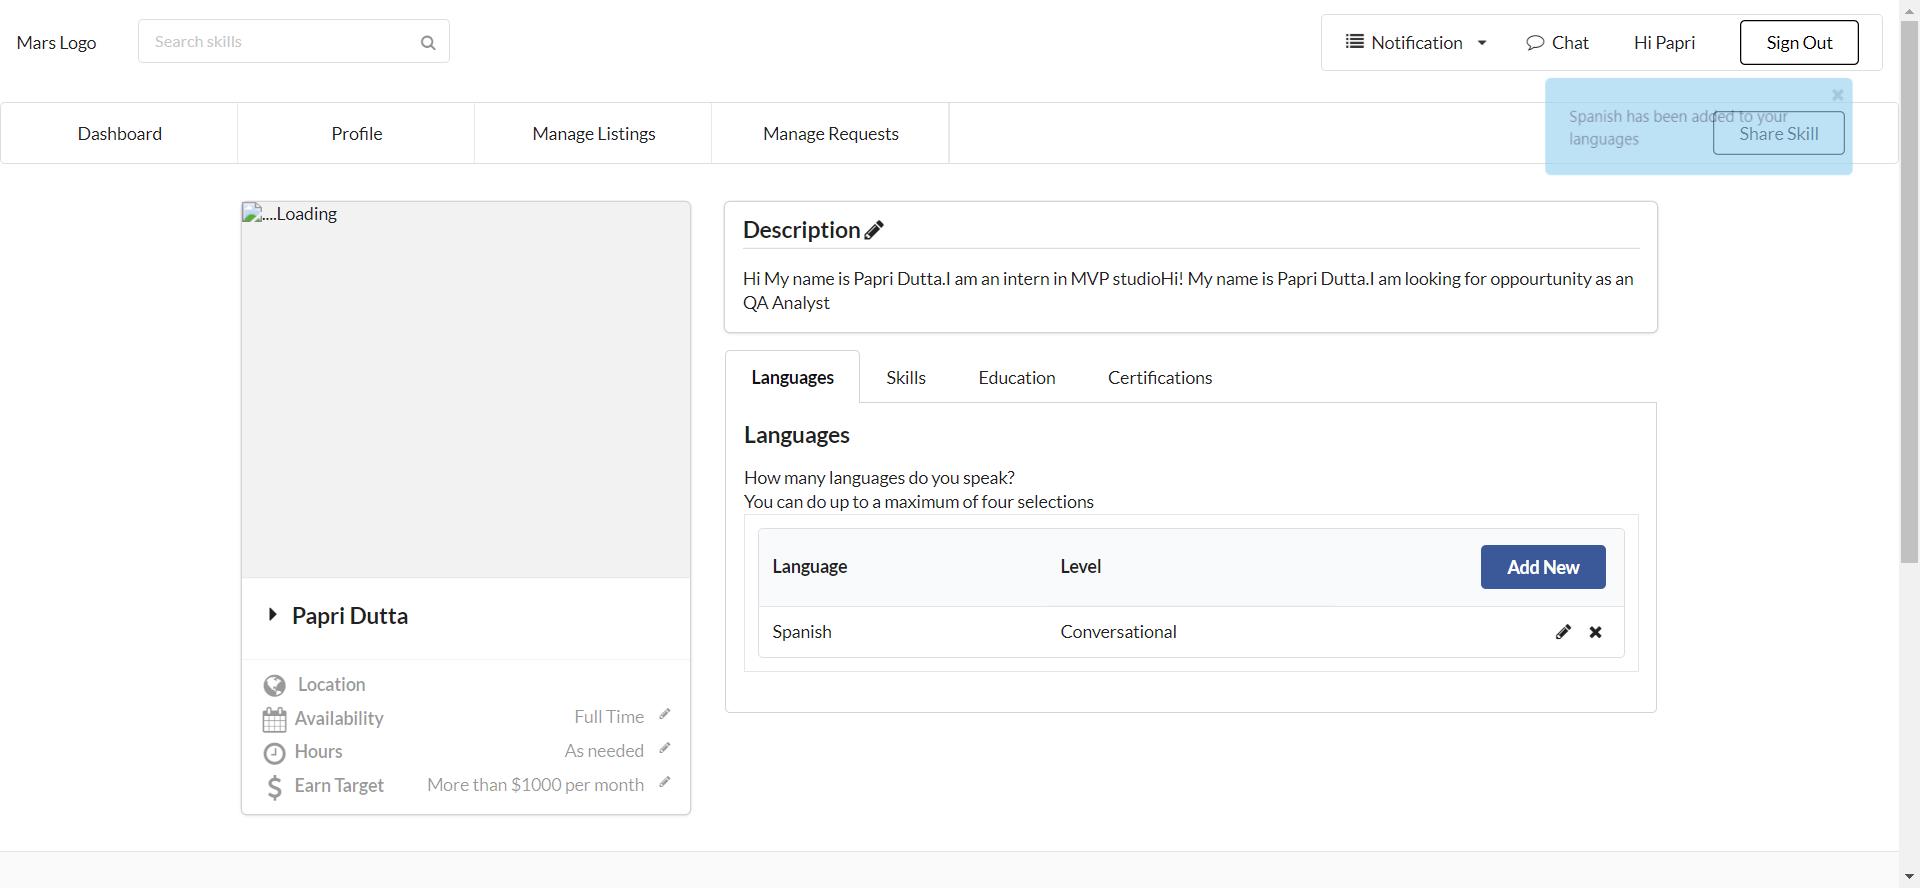 Mars Logo
Search skills
Notification
Chat
Hi Papri
Sign Out
Dashboard
Profile
Manage Listings
Manage Requests
Spanish has been added to your
languages
Share Skill
....Loading
Description
Hi My name is Papri Dutta.I am an intern in MVP studioHi! My name is Papri Dutta.I am looking for oppourtunity as an
QA Analyst
Languages
Skills
Education
Certifications
Languages
How many languages do you speak?
You can do up to a maximum of four selections
Language
Level
Add New
Spanish
Conversational
Papri Dutta
Location
Availability
Full Time
Hours
As needed
Earn Target
More than $1000 per month